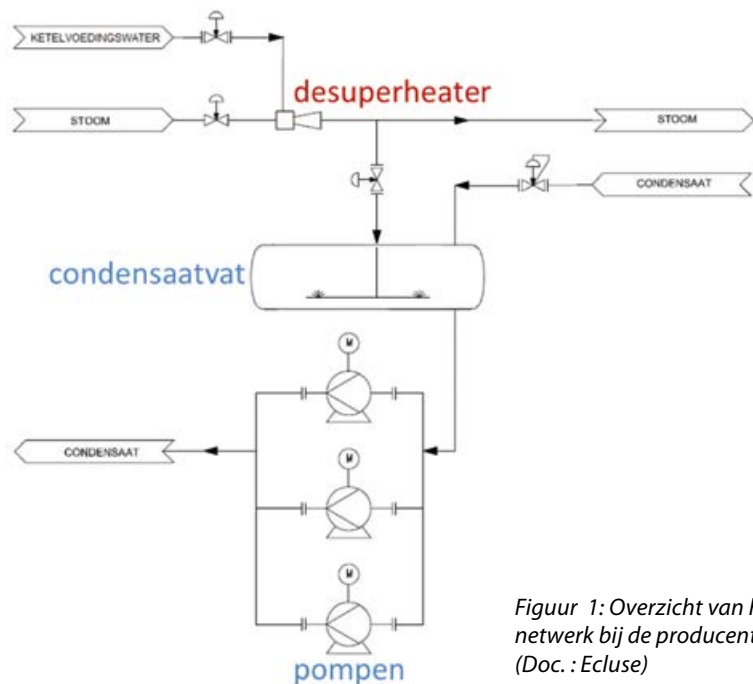 KETELVOEDINGSWATER
desuperheater
STOOM
STOOM
CONDENSAAT
condensaatvat
M
CONDENSAAT
M
M
pompen
Figuur 1: Overzicht van h
netwerk bij de producent
(Doc. : Ecluse)